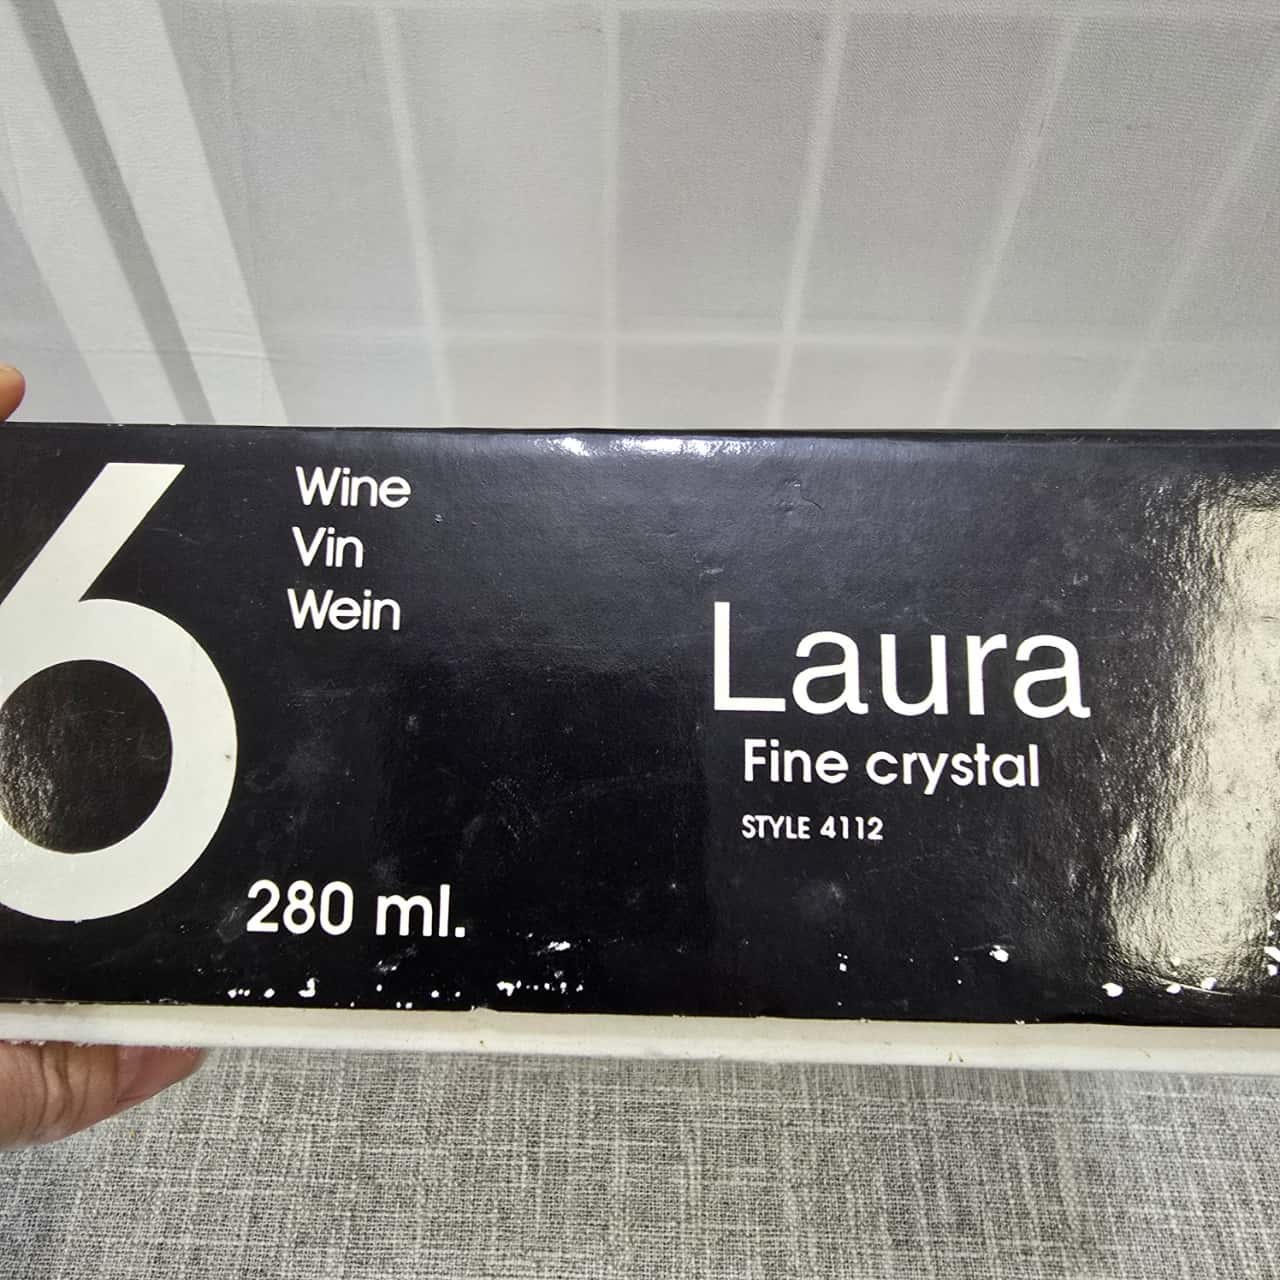 6
Wine
Vin
Wein
280 ml.
Laura
Fine crystal
STYLE 4112